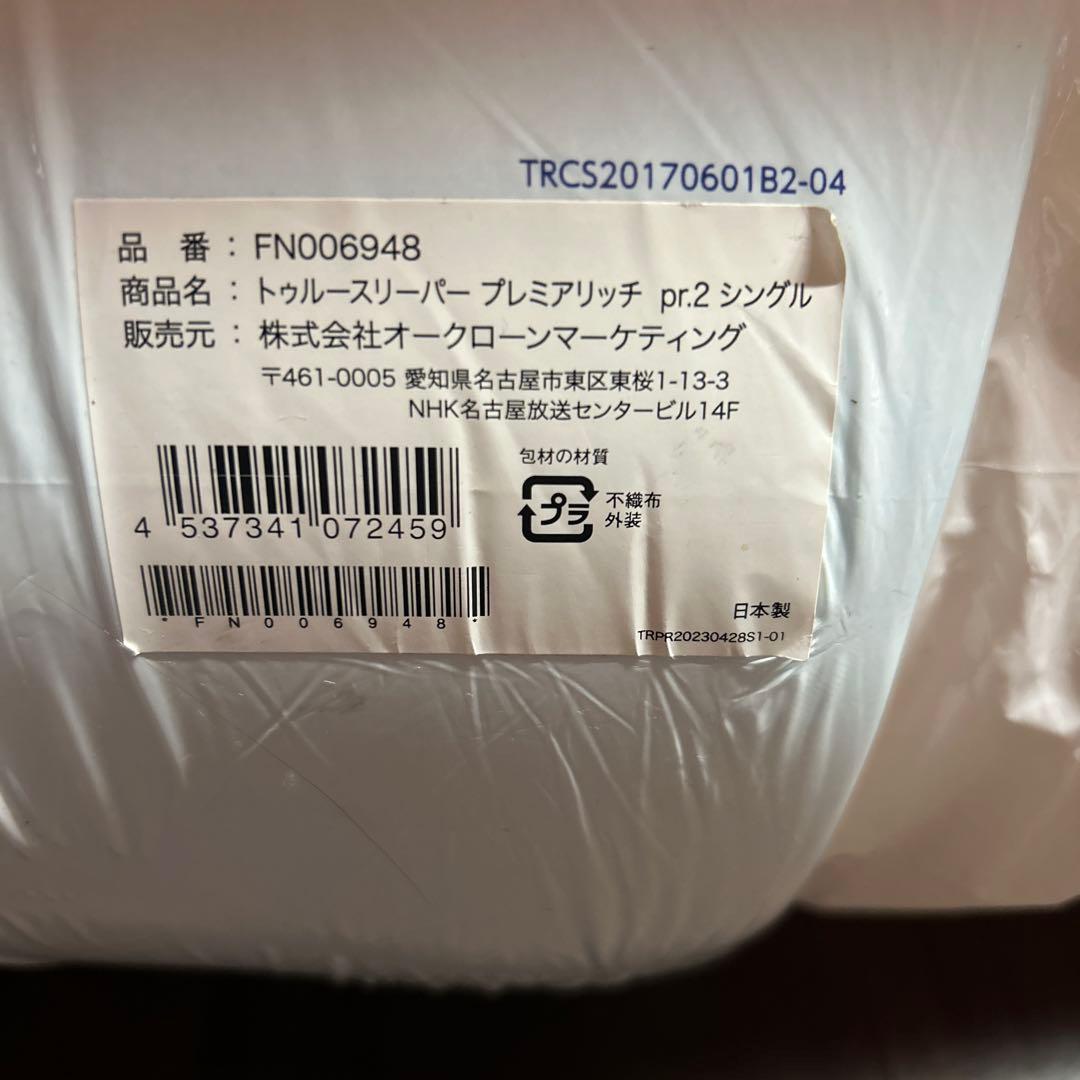 TRCS20170601B2-04
品　番 : FN006948
商品名 : トゥルースリーパー プレミアリッチ pr.2 シングル
販売元 : 株式会社オークローンマーケティング
〒461-0005 愛知県名古屋市東区東桜1-13-3
NHK名古屋放送センタービル14F
包材の材質
プラ
不織布
外装
4 537341 072459
*FN006948*
日本製
TRPR20230428S1-01